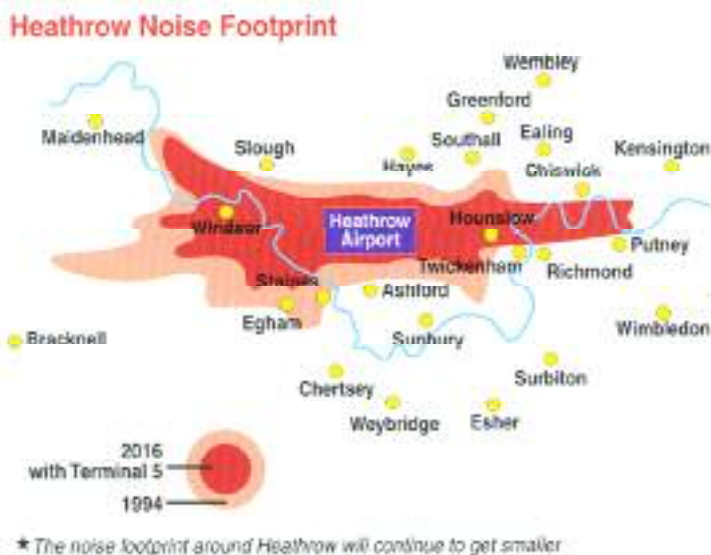 Heathrow Noise Footprint
Wembley
Greenford
Maidenhead
Slough
Southall
Ealing
Kensington
Hayes
Chiswick
Windsor
Heathrow
Airport
Hounslow
Putney
Twickenham
Richmond
Staines
Ashford
Egham
Bracknell
Sunbury
Wimbledon
Chertsey
Surbiton
Weybridge
Esher
2016
with Terminal 5
1994
★ The noise footprint around Heathrow will continue to get smaller